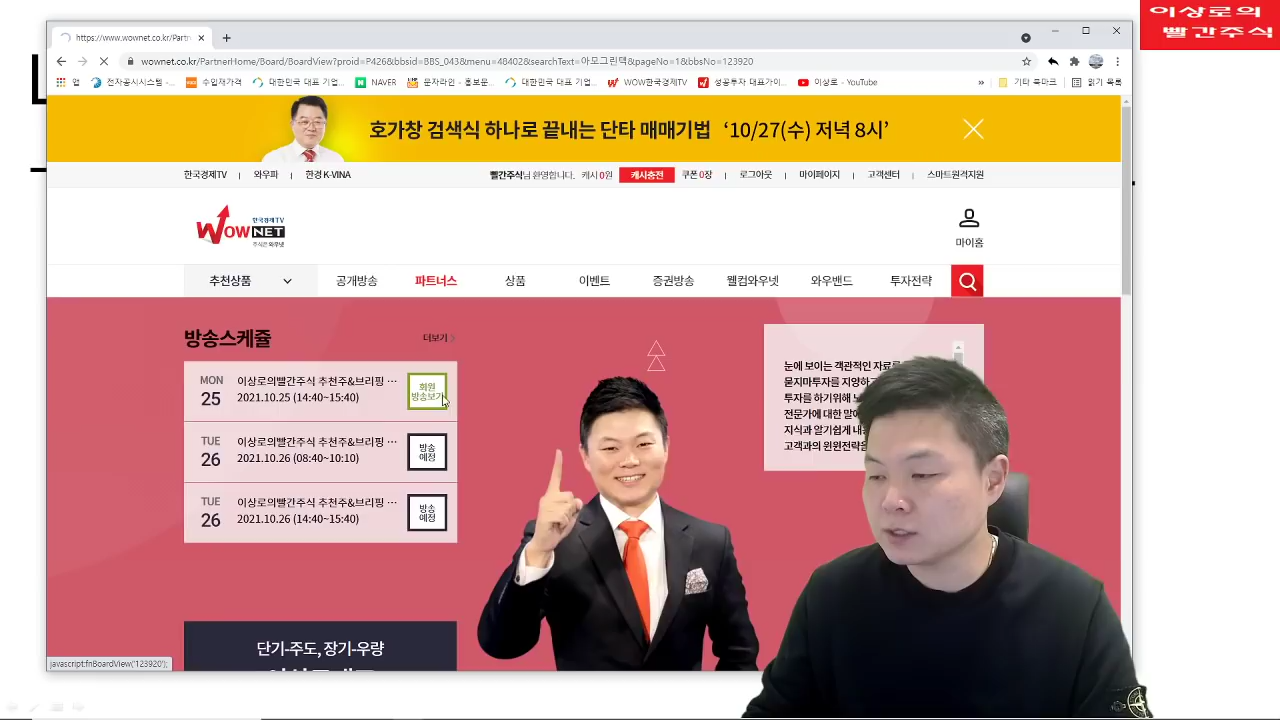 이상로의
빨간주식
https://www.wownet.co.kr/Partn
wownet.co.kr/PartnerHome/Board/BoardView?proid=P426&bbsid=BBS_0438&menu=48402&searchText=아모그린텍&pageNo=1&bbsNo=123920
앱
전자공시시스템 -...
수입자가격
대한민국 대표 기업...
NAVER
문자라인 - 홍보문...
대한민국 대표 기업...
WOW한국경제TV
성공투자 대표가이...
이상로 - YouTube
»
기타 북마크
읽기 목록
호가창 검색식 하나로 끝내는 단타 매매기법 ‘10/27(수) 저녁 8시’
한국경제TV
와우파
한경 K-VINA
빨간주식님 환영합니다.
캐시 0원
캐시충전
쿠폰 0장
로그아웃
마이페이지
고객센터
스마트원격지원
한국경제TV
WOWNET
주식은 와우넷
마이홈
추천상품
공개방송
파트너스
상품
이벤트
증권방송
웰컴와우넷
와우밴드
투자전략
방송스케쥴
더보기
MON
25
이상로의빨간주식 추천주&브리핑 ...
2021.10.25 (14:40~15:40)
회원
방송보기
TUE
26
이상로의빨간주식 추천주&브리핑 ...
2021.10.26 (08:40~10:10)
방송
예정
TUE
26
이상로의빨간주식 추천주&브리핑 ...
2021.10.26 (14:40~15:40)
방송
예정
눈에 보이는 객관적인 자료
묻지마투자를 지양하
투자를 하기위해
전문가에 대한 맏
지식과 알기쉽게
고객과의 윈윈전략을
단기-주도, 장기-우량
javascript:fnBoardView('123920');